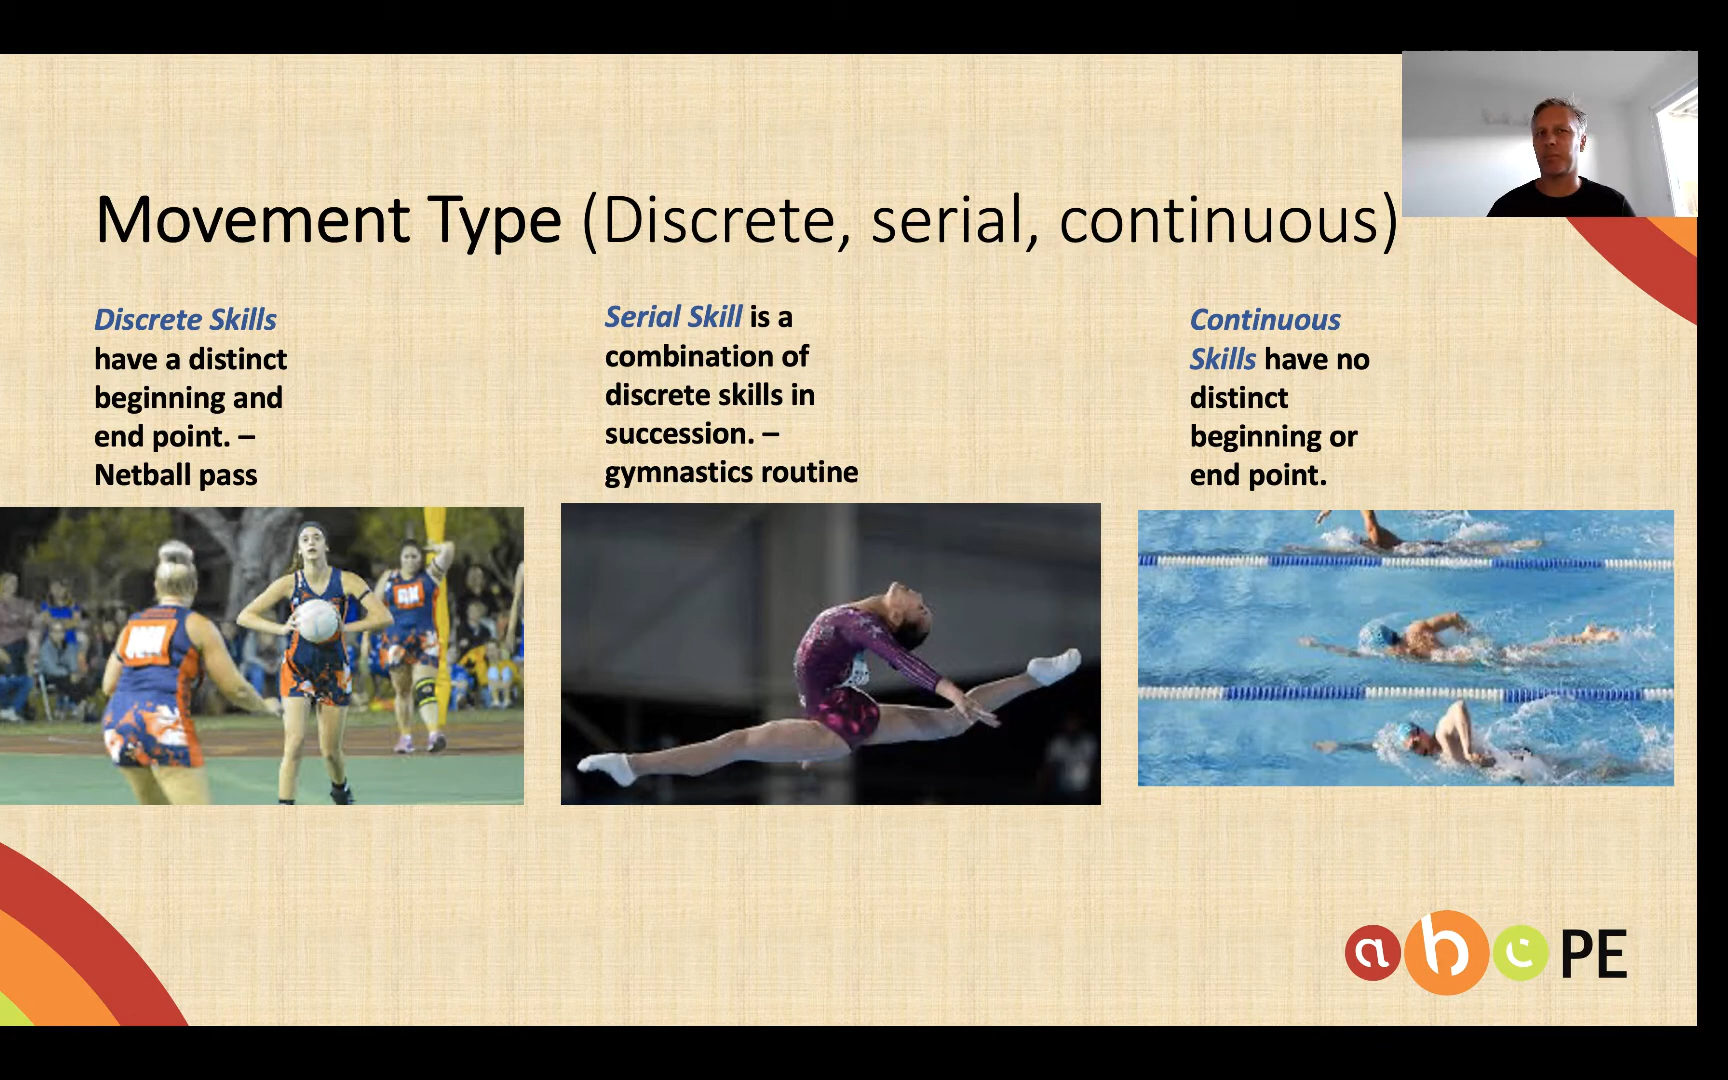 Movement Type (Discrete, serial, continuous)
Discrete Skills
have a distinct
beginning and
end point. –
Netball pass
Serial Skill is a
combination of
discrete skills in
succession. –
gymnastics routine
Continuous
Skills have no
distinct
beginning or
end point.
abc PE